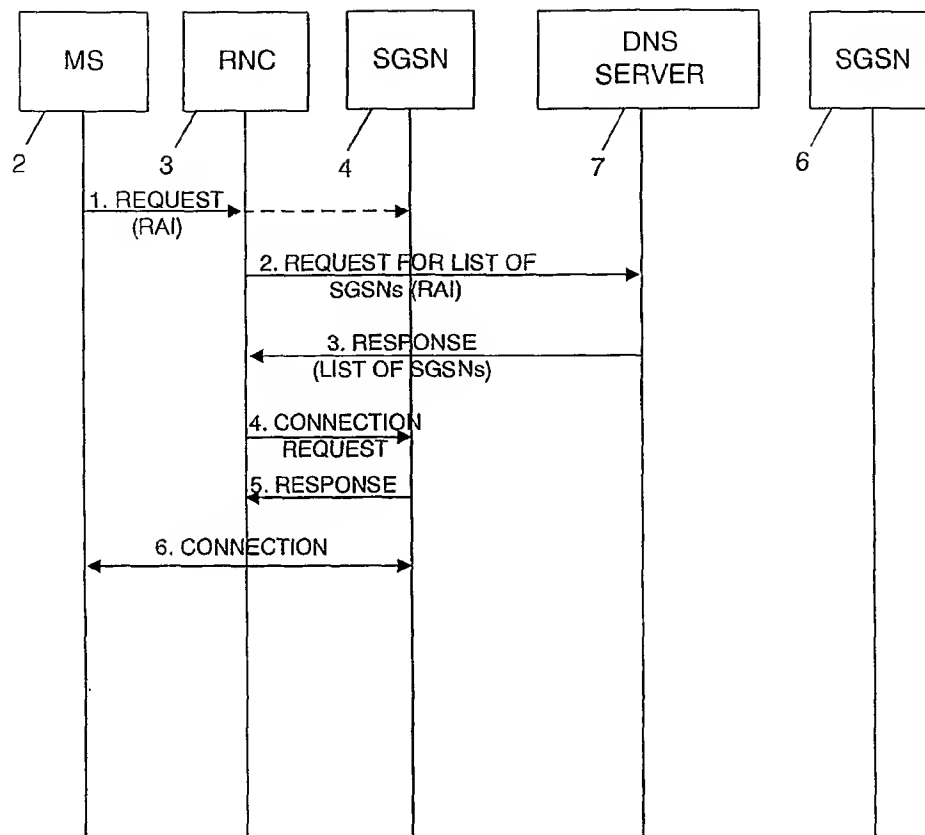 MS
RNC
SGSN
DNS
SERVER
SGSN
2
3
4
7
6
1. REQUEST
(RAI)
2. REQUEST FOR LIST OF
SGSNs (RAI)
3. RESPONSE
(LIST OF SGSNs)
4. CONNECTION
REQUEST
5. RESPONSE
6. CONNECTION